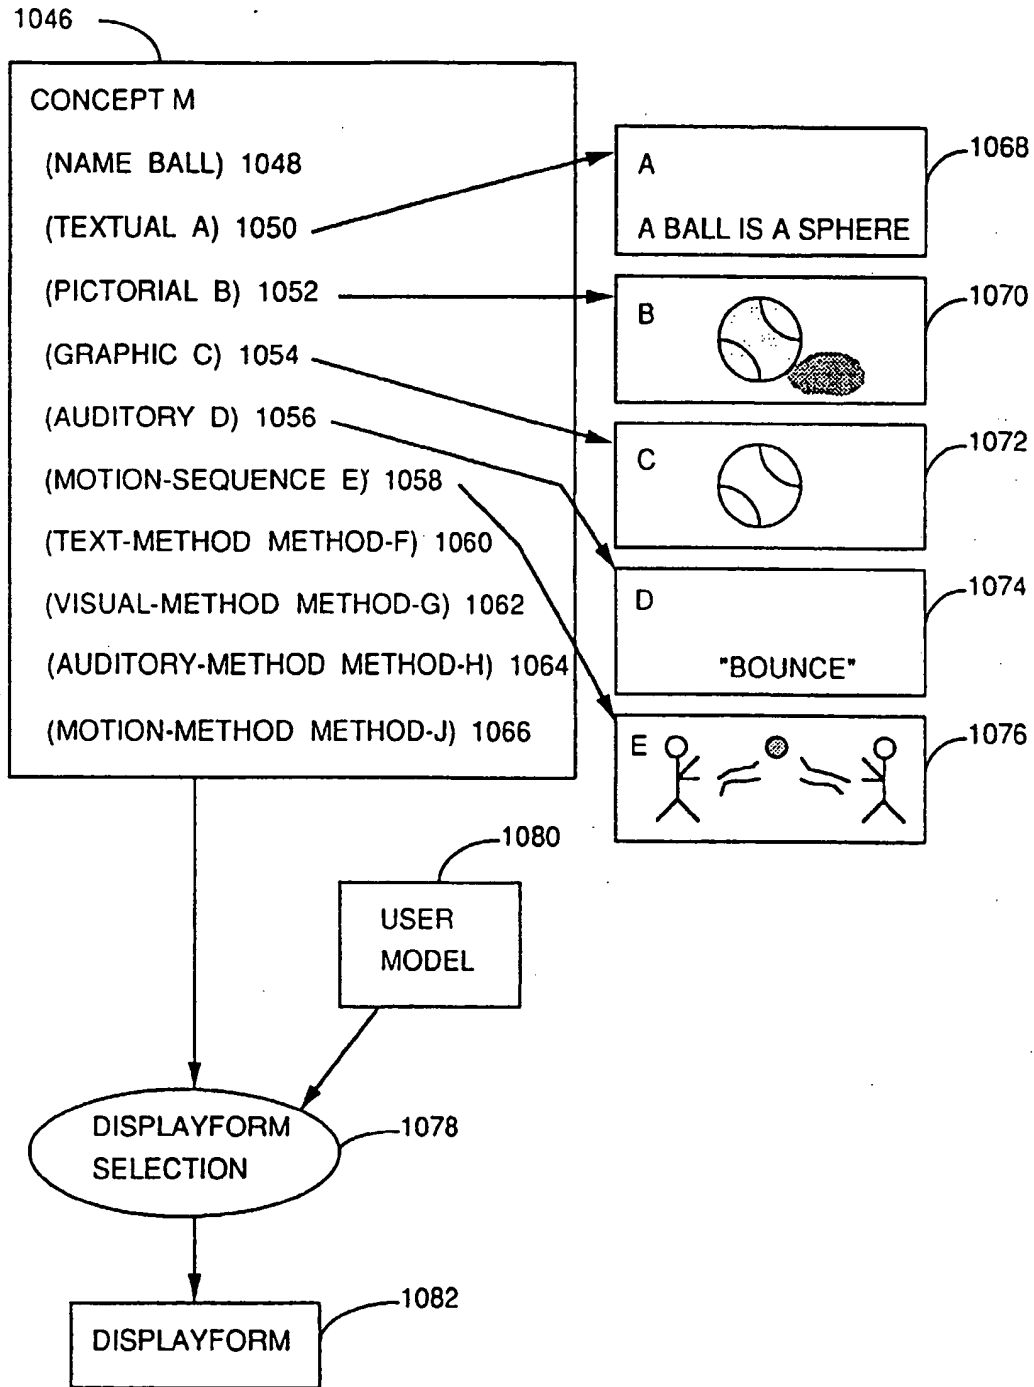 1046
CONCEPT M
(NAME BALL) 1048
(TEXTUAL A) 1050
(PICTORIAL B) 1052
(GRAPHIC C) 1054
(AUDITORY D) 1056
(MOTION-SEQUENCE E) 1058
(TEXT-METHOD METHOD-F) 1060
(VISUAL-METHOD METHOD-G) 1062
(AUDITORY-METHOD METHOD-H) 1064
(MOTION-METHOD METHOD-J) 1066
A
A BALL IS A SPHERE
1068
B
1070
C
1072
D
"BOUNCE"
1074
E
1076
1080
USER
MODEL
DISPLAYFORM
SELECTION
1078
1082
DISPLAYFORM